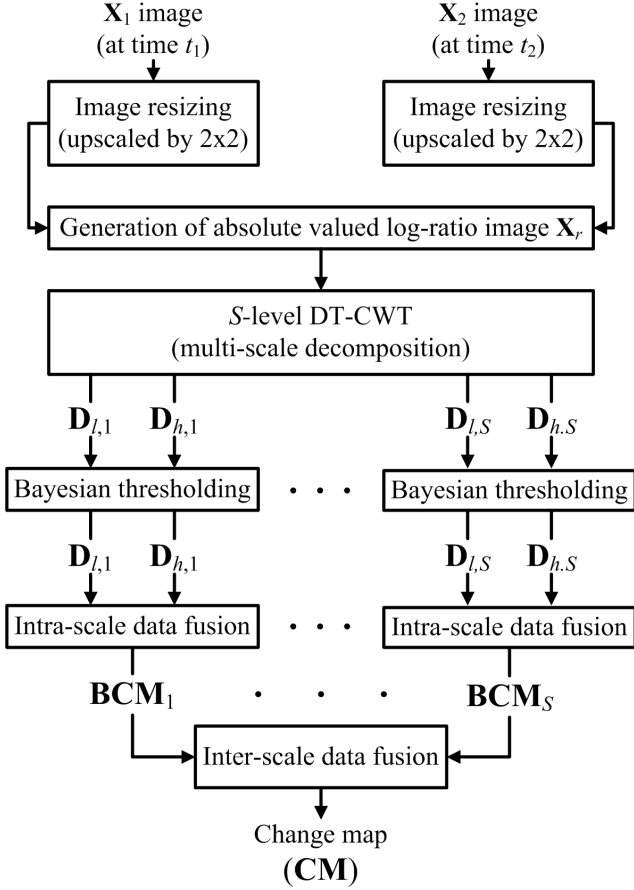 X1 image
(at time t1)
X2 image
(at time t2)
Image resizing
(upscaled by 2x2)
Image resizing
(upscaled by 2x2)
Generation of absolute valued log-ratio image Xr
S-level DT-CWT
(multi-scale decomposition)
Dl,1 Dh,1 Dl,S Dh.S
Bayesian thresholding . . . Bayesian thresholding
Dl,1 Dh,1 Dl,S Dh.S
Intra-scale data fusion . . . Intra-scale data fusion
BCM1 . . . BCMS
Inter-scale data fusion
Change map
(CM)